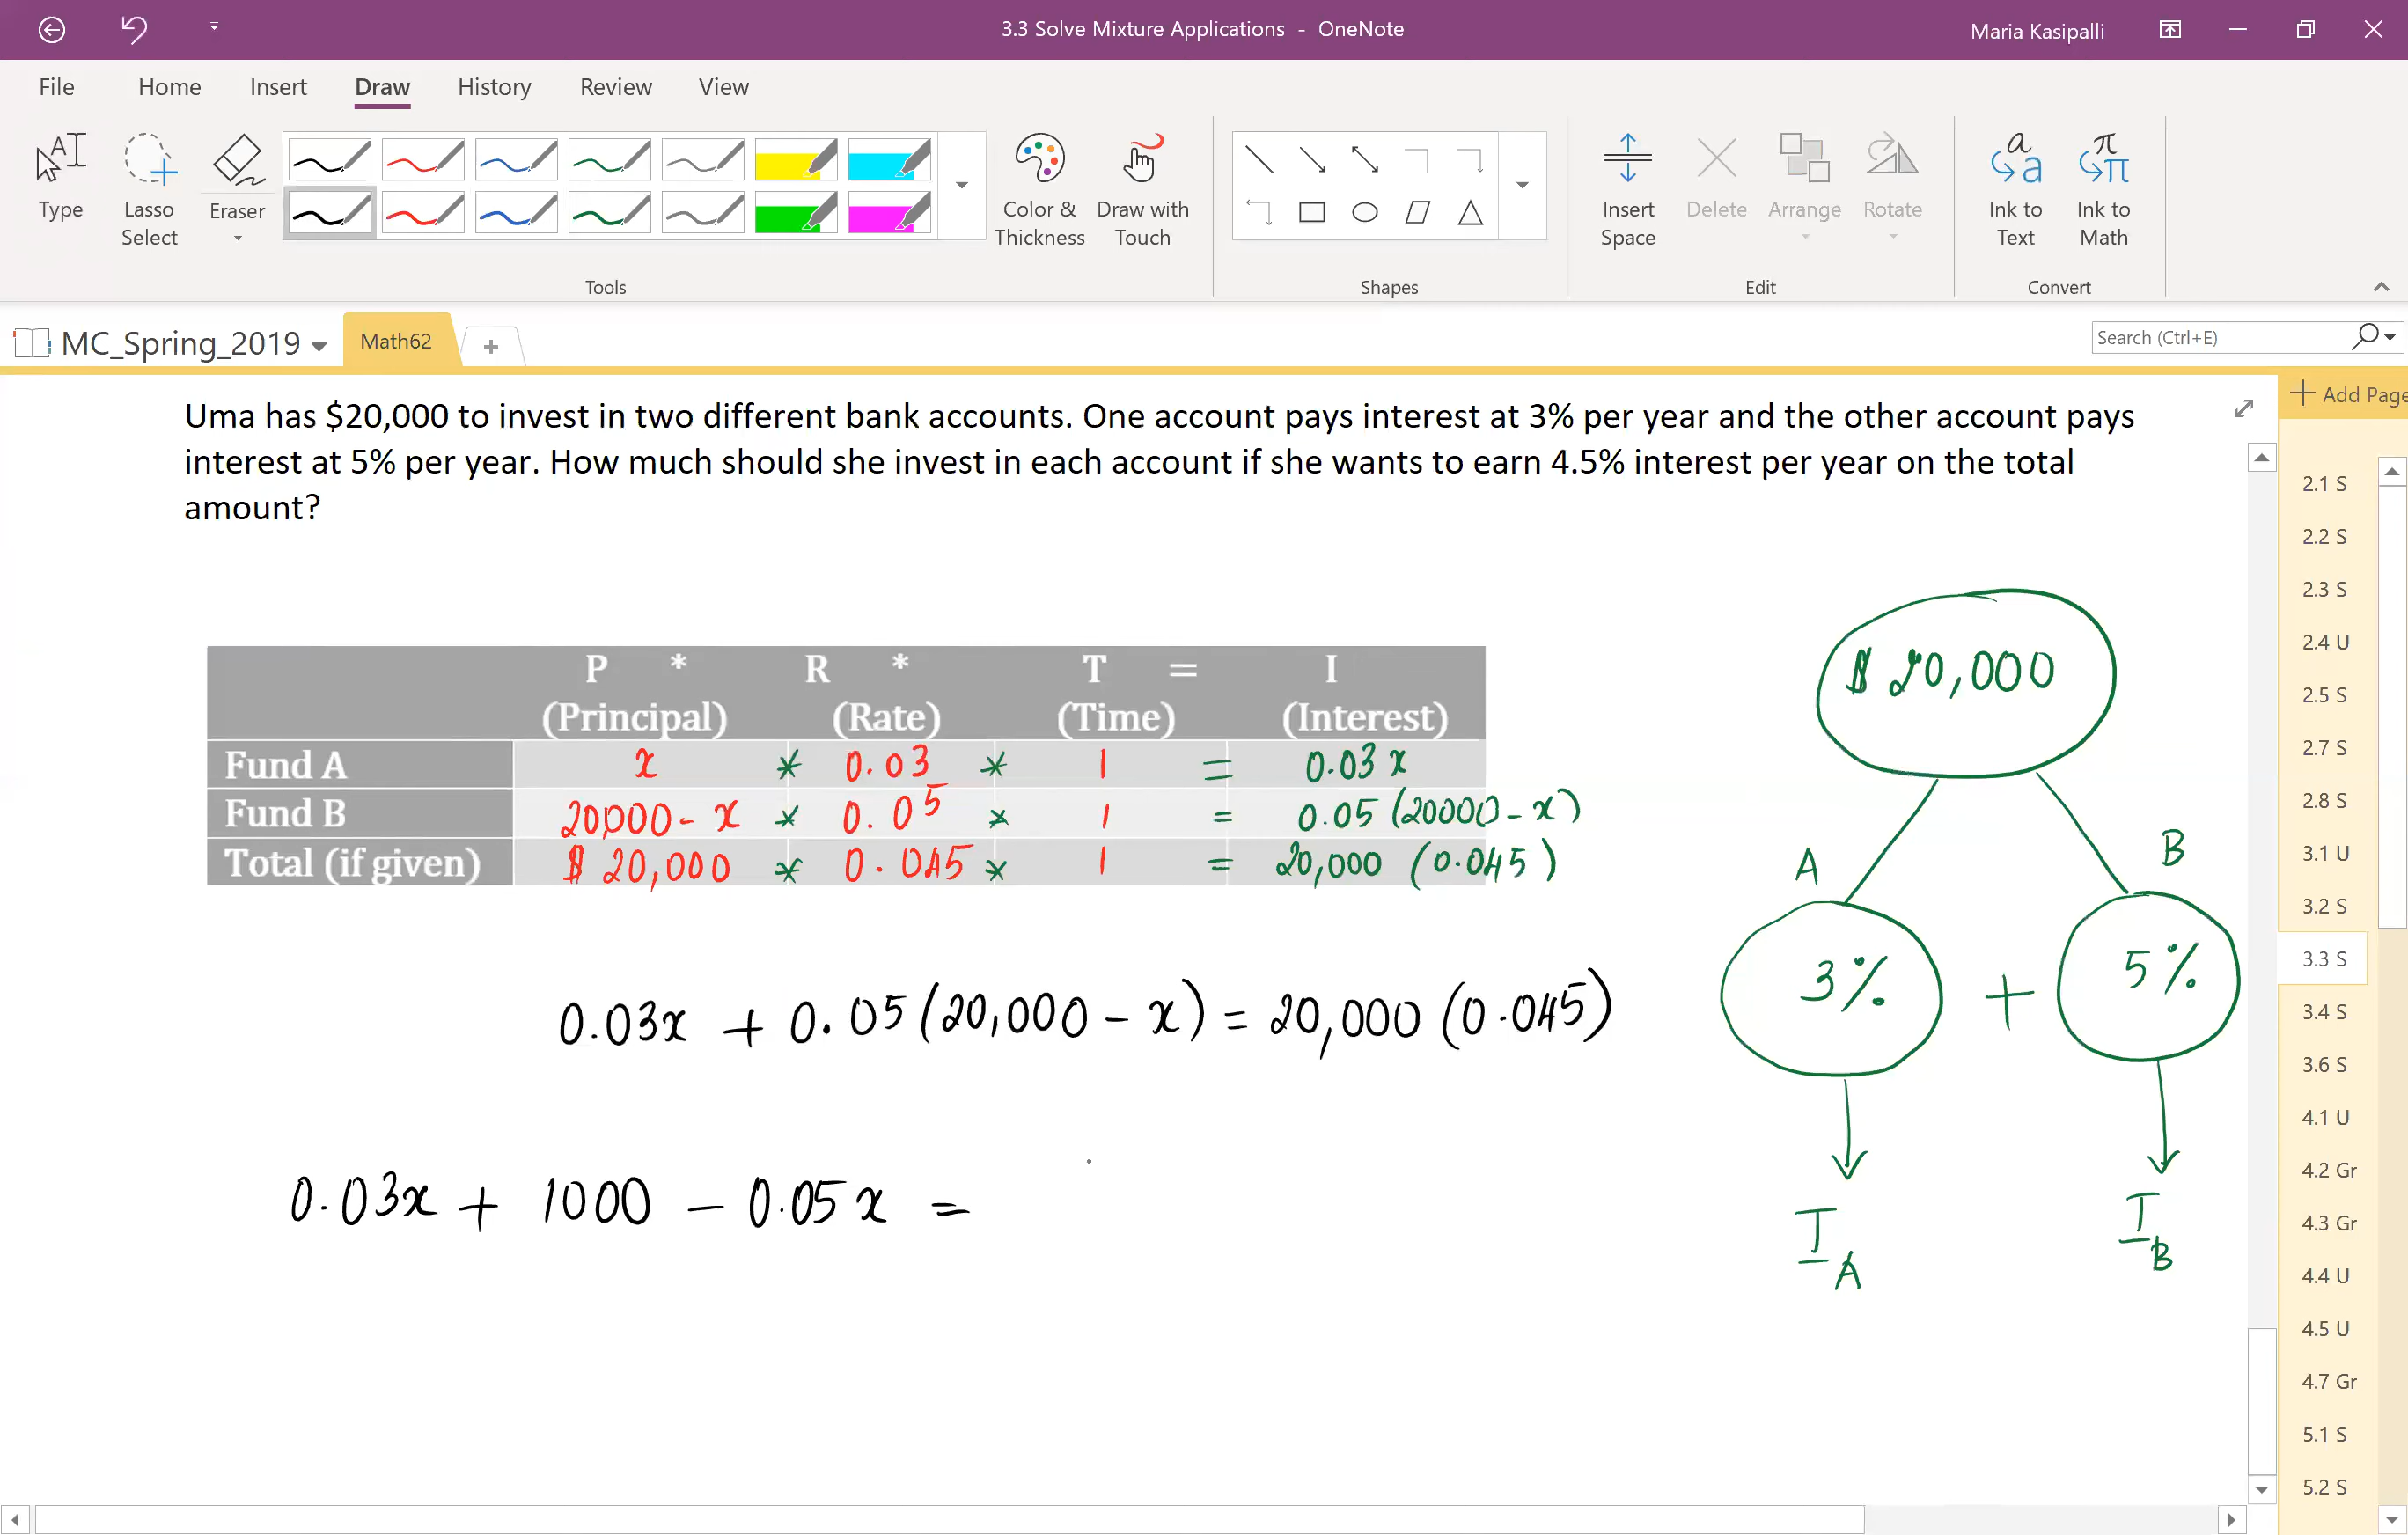 3.3 Solve Mixture Applications - OneNote
Maria Kasipalli
File Home Insert Draw History Review View
Type
Lasso Select
Eraser
Color & Thickness
Draw with Touch
Insert Space
Delete
Arrange
Rotate
Ink to Text
Ink to Math
Tools
Shapes
Edit
Convert
MC_Spring_2019
Math62
Search (Ctrl+E)
Add Page
Uma has $20,000 to invest in two different bank accounts. One account pays interest at 3% per year and the other account pays
interest at 5% per year. How much should she invest in each account if she wants to earn 4.5% interest per year on the total
amount?
P * R * T = I
(Principal) (Rate) (Time) (Interest)
Fund A x * 0.03 * 1 = 0.03 x
Fund B 20,000 - x * 0.05 * 1 = 0.05 (20000 - x)
Total (if given) $ 20,000 * 0.045 * 1 = 20,000 (0.045)
0.03x + 0.05 (20,000 - x) = 20,000 (0.045)
0.03x + 1000 - 0.05 x =
$ 20,000
A B
3% + 5%
I A
I B
2.1 S
2.2 S
2.3 S
2.4 U
2.5 S
2.7 S
2.8 S
3.1 U
3.2 S
3.3 S
3.4 S
3.6 S
4.1 U
4.2 Gr
4.3 Gr
4.4 U
4.5 U
4.7 Gr
5.1 S
5.2 S